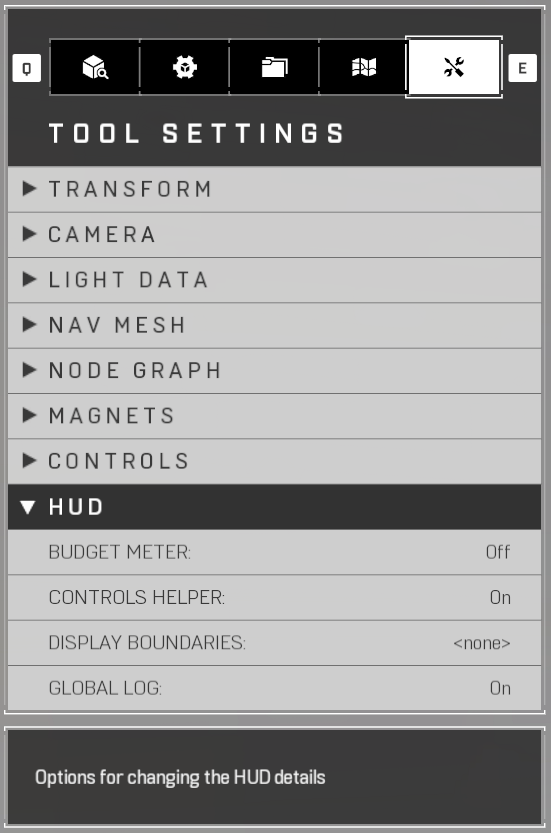 Q E
TOOL SETTINGS
TRANSFORM
CAMERA
LIGHT DATA
NAV MESH
NODE GRAPH
MAGNETS
CONTROLS
HUD
BUDGET METER: Off
CONTROLS HELPER: On
DISPLAY BOUNDARIES: <none>
GLOBAL LOG: On
Options for changing the HUD details